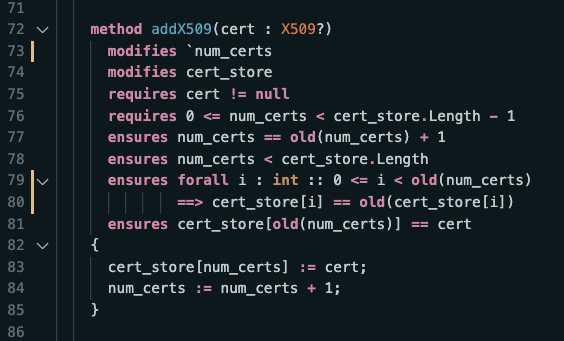 71
72 method addX509(cert : X509?)
73 modifies `num_certs
74 modifies cert_store
75 requires cert != null
76 requires 0 <= num_certs < cert_store.Length - 1
77 ensures num_certs == old(num_certs) + 1
78 ensures num_certs < cert_store.Length
79 ensures forall i : int :: 0 <= i < old(num_certs)
80 ==> cert_store[i] == old(cert_store[i])
81 ensures cert_store[old(num_certs)] == cert
82 {
83 cert_store[num_certs] := cert;
84 num_certs := num_certs + 1;
85 }
86